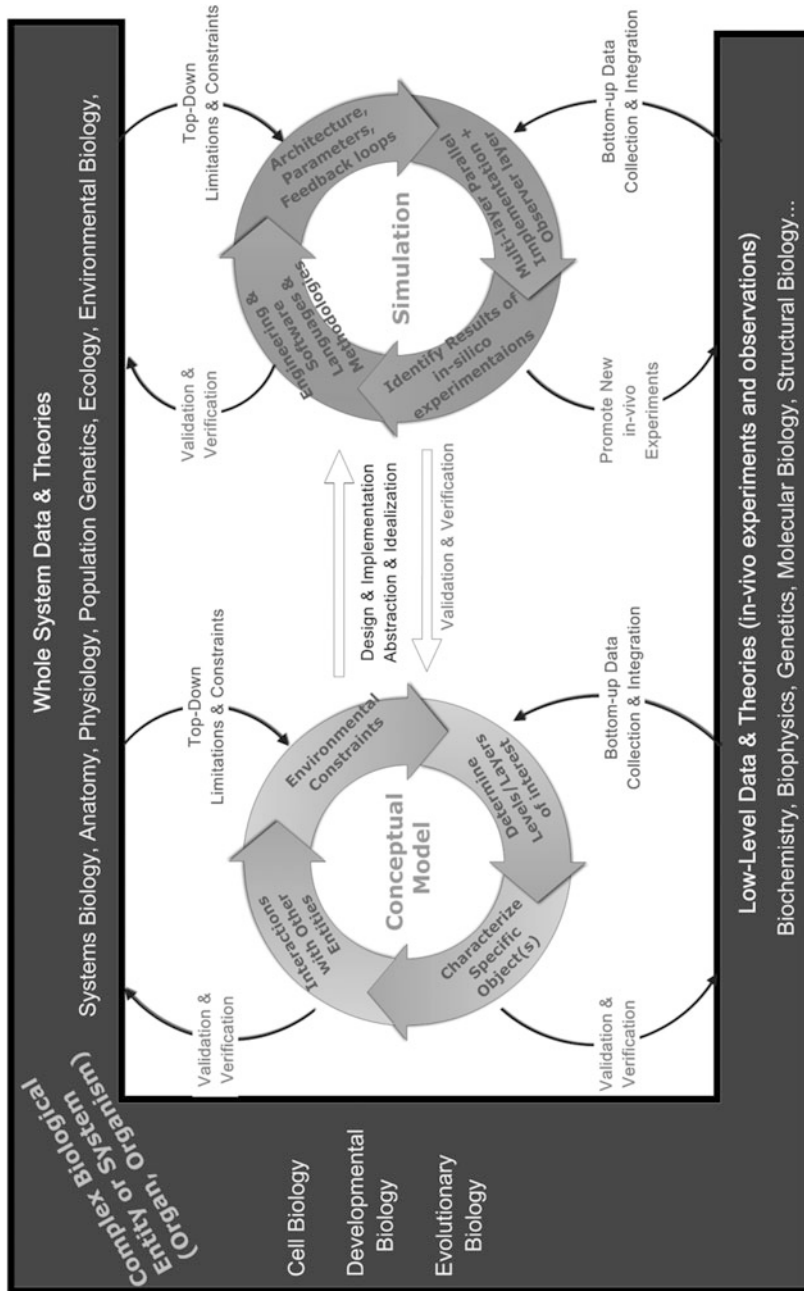 Complex Biological
Entity or System
(Organ, Organism)
Whole System Data & Theories
Systems Biology, Anatomy, Physiology, Population Genetics, Ecology, Environmental Biology,
Cell Biology
Developmental
Biology
Evolutionary
Biology
Validation &
Verification
Top-Down
Limitations & Constraints
Validation &
Verification
Top-Down
Limitations & Constraints
Interactions
with Other
Entities
Environmental
Constraints
Conceptual
Model
Characterize
Specific
Object(s)
Determine
Levels/Layers
of interest
Design & Implementation
Abstraction & Idealization
Validation & Verification
Engineering &
Software &
Languages &
Methodologies
Architecture,
Parameters,
Feedback loops
Simulation
Identify Results of
in-silico
experimentaions
Multi-layer Parallel
Implementation +
Observer layer
Validation &
Verification
Bottom-up Data
Collection & Integration
Promote New
in-vivo
Experiments
Bottom-up Data
Collection & Integration
Low-Level Data & Theories (in-vivo experiments and observations)
Biochemistry, Biophysics, Genetics, Molecular Biology, Structural Biology...